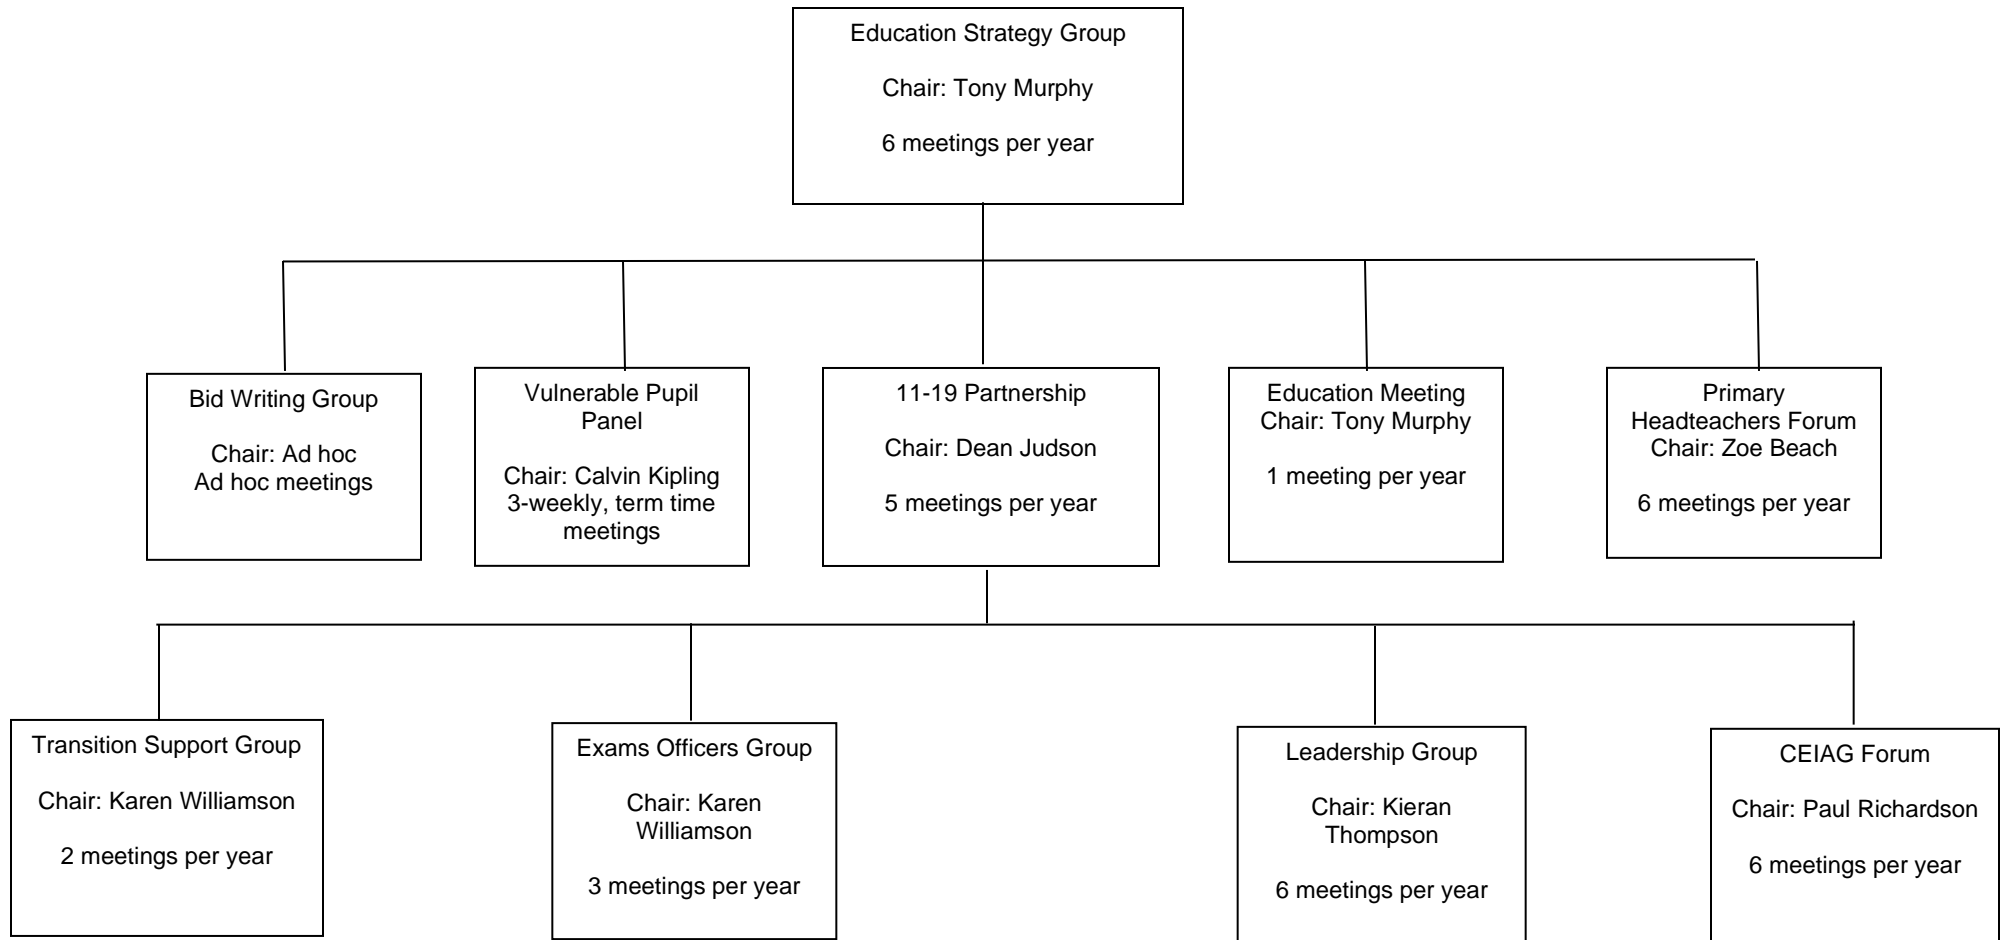 Education Strategy Group
Chair: Tony Murphy
6 meetings per year
Bid Writing Group
Chair: Ad hoc
Ad hoc meetings
Vulnerable Pupil
Panel
Chair: Calvin Kipling
3-weekly, term time
meetings
11-19 Partnership
Chair: Dean Judson
5 meetings per year
Education Meeting
Chair: Tony Murphy
1 meeting per year
Primary
Headteachers Forum
Chair: Zoe Beach
6 meetings per year
Transition Support Group
Chair: Karen Williamson
2 meetings per year
Exams Officers Group
Chair: Karen
Williamson
3 meetings per year
Leadership Group
Chair: Kieran
Thompson
6 meetings per year
CEIAG Forum
Chair: Paul Richardson
6 meetings per year